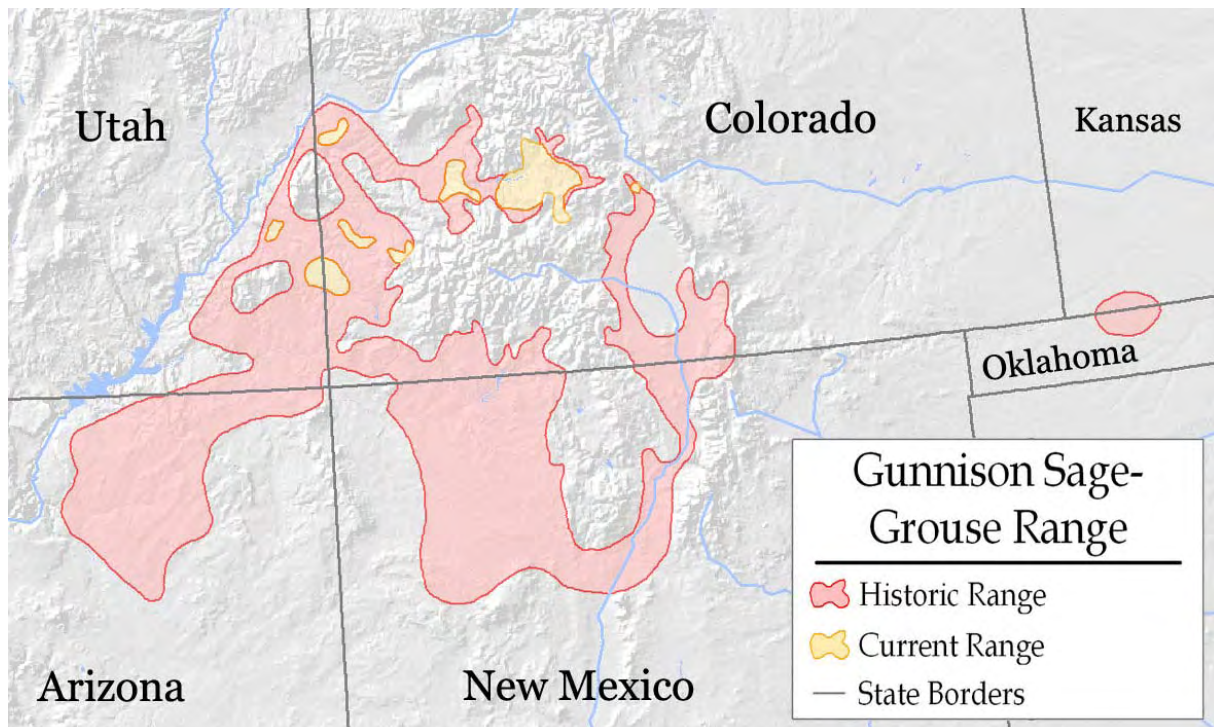 Utah
Colorado
Kansas
Oklahoma
Arizona
New Mexico
Gunnison Sage-
Grouse Range
Historic Range
Current Range
State Borders